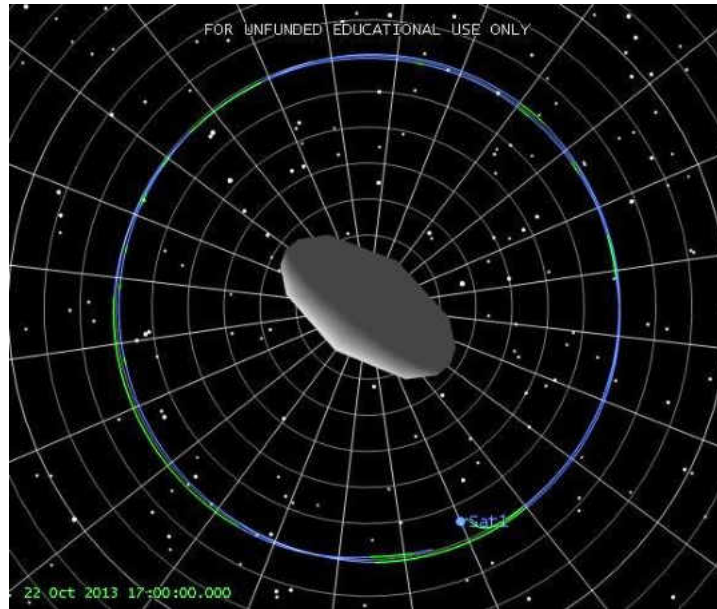 FOR UNFUNDED EDUCATIONAL USE ONLY
Sat1
22 Oct 2013 17:00:00.000